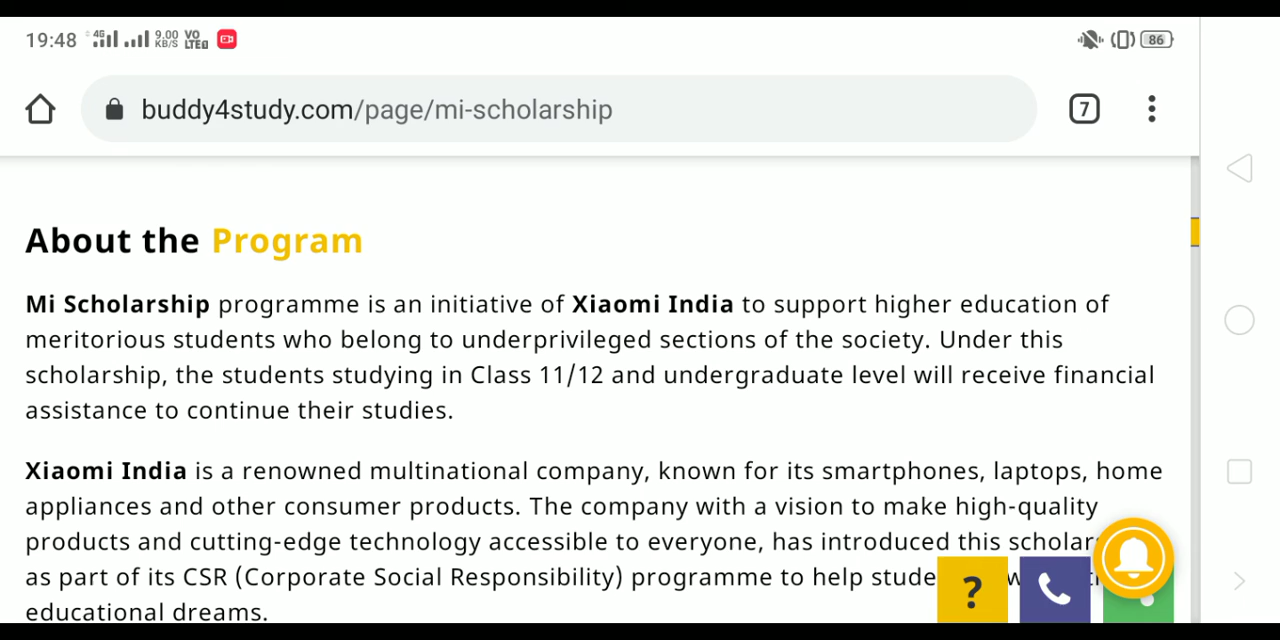 19:48 4G 9.00 KB/S VO LTE 86
buddy4study.com/page/mi-scholarship 7
About the Program
Mi Scholarship programme is an initiative of Xiaomi India to support higher education of
meritorious students who belong to underprivileged sections of the society. Under this
scholarship, the students studying in Class 11/12 and undergraduate level will receive financial
assistance to continue their studies.
Xiaomi India is a renowned multinational company, known for its smartphones, laptops, home
appliances and other consumer products. The company with a vision to make high-quality
products and cutting-edge technology accessible to everyone, has introduced this
as part of its CSR (Corporate Social Responsibility) programme to help
educational dreams.
?